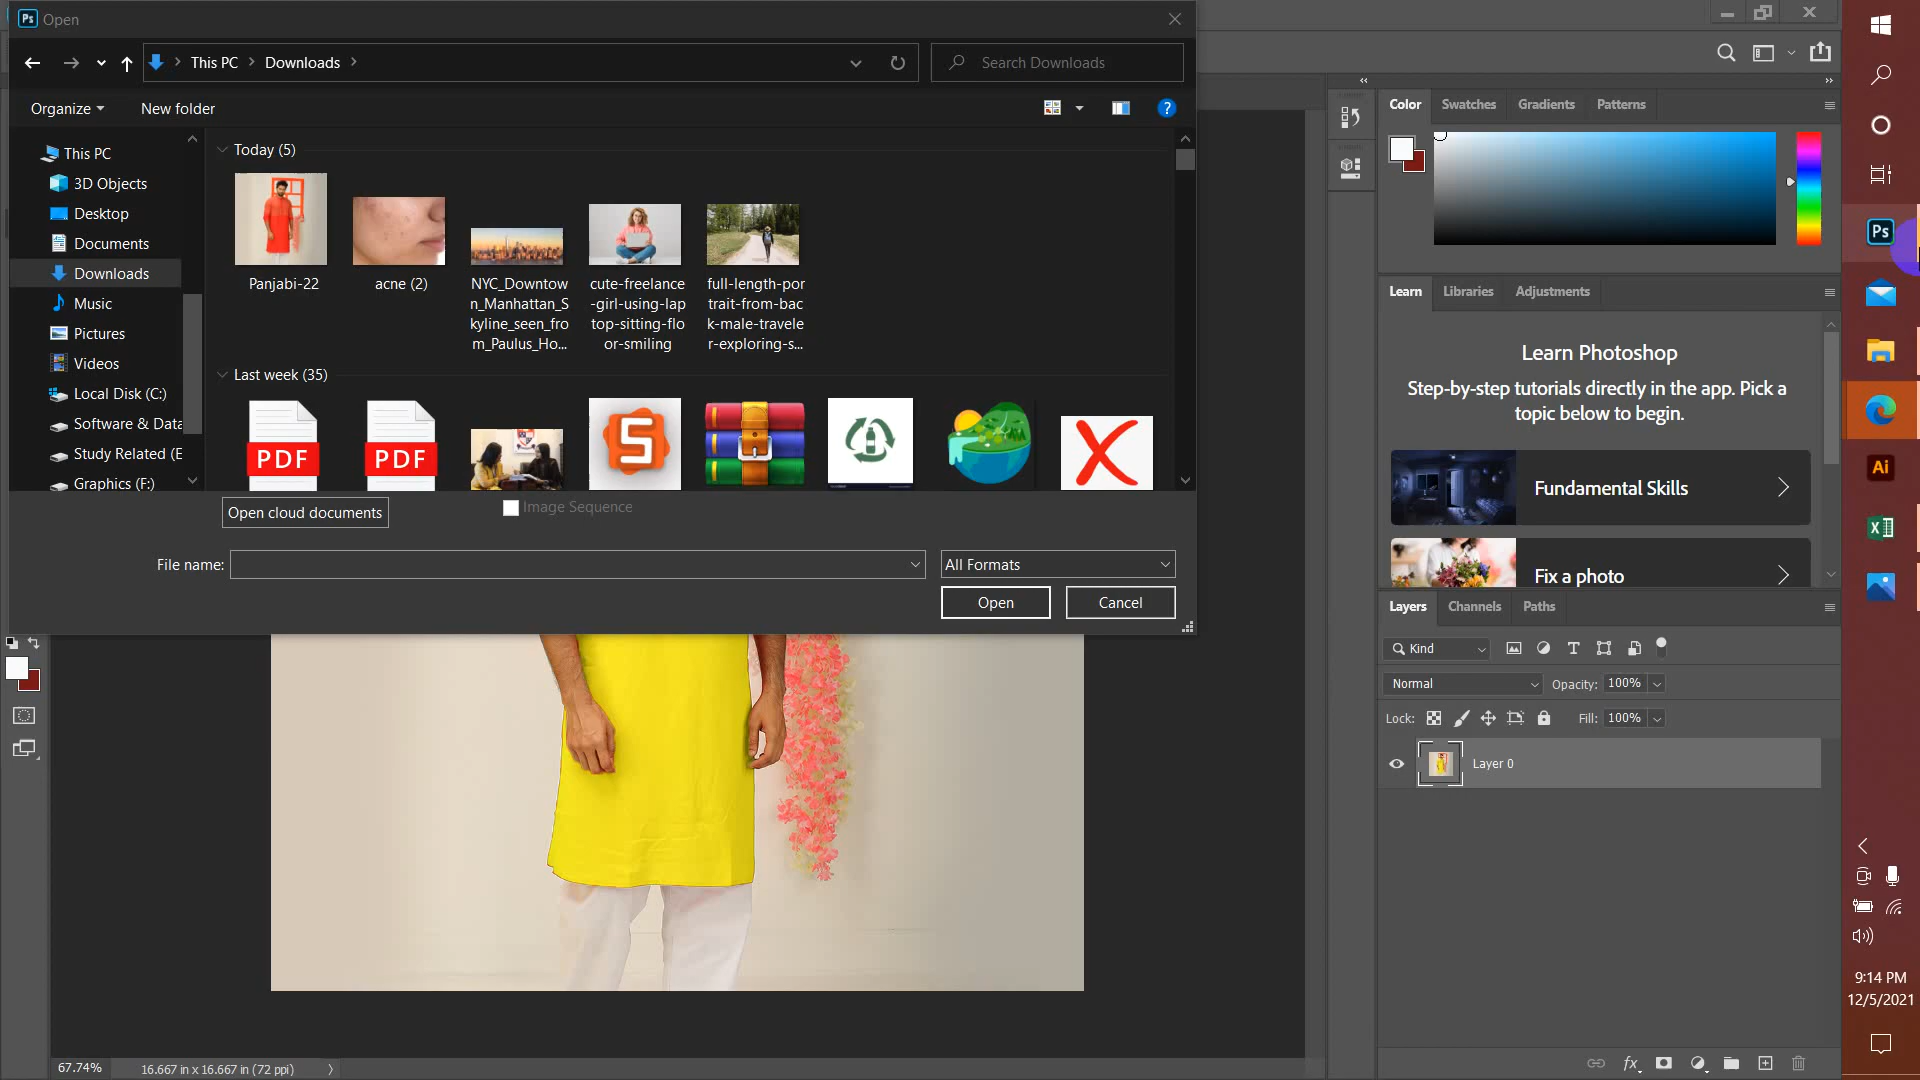 Ps Open
This PC
Downloads
Search Downloads
Organize
New folder
?
This PC
3D Objects
Desktop
Documents
Downloads
Music
Pictures
Videos
Local Disk (C:)
Software & Data
Study Related (E
Graphics (F:)
Today (5)
Panjabi-22
acne (2)
NYC_Downtow
n_Manhattan_S
kyline_seen_fro
m_Paulus_Ho...
cute-freelance
-girl-using-lap
top-sitting-flo
or-smiling
full-length-por
trait-from-bac
k-male-travele
r-exploring-s...
Last week (35)
PDF
PDF
S
Open cloud documents
Image Sequence
File name:
All Formats
Open
Cancel
67.74%
16.667 in x 16.667 in (72 ppi)
Color
Swatches
Gradients
Patterns
Learn
Libraries
Adjustments
Learn Photoshop
Step-by-step tutorials directly in the app. Pick a
topic below to begin.
Fundamental Skills
Fix a photo
Layers
Channels
Paths
Kind
Normal
Opacity:
100%
Lock:
Fill:
100%
Layer 0
fx
Ps
Ai
9:14 PM
12/5/2021